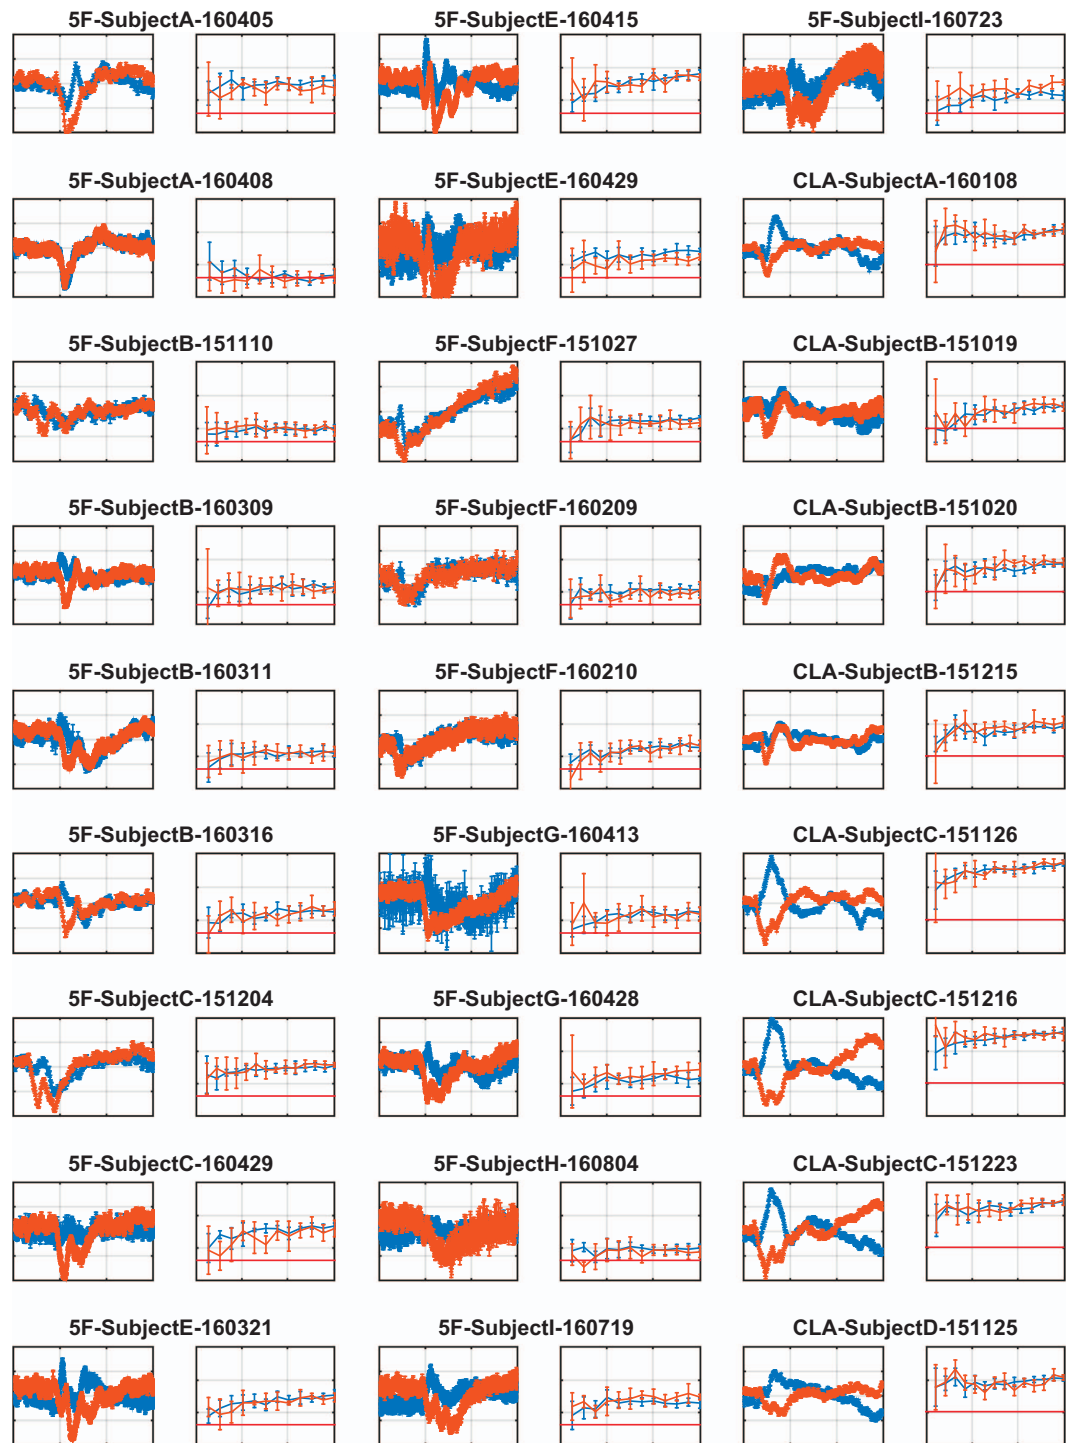 5F-SubjectA-160405
5F-SubjectE-160415
5F-SubjectI-160723
5F-SubjectA-160408
5F-SubjectE-160429
CLA-SubjectA-160108
5F-SubjectB-151110
5F-SubjectF-151027
CLA-SubjectB-151019
5F-SubjectB-160309
5F-SubjectF-160209
CLA-SubjectB-151020
5F-SubjectB-160311
5F-SubjectF-160210
CLA-SubjectB-151215
5F-SubjectB-160316
5F-SubjectG-160413
CLA-SubjectC-151126
5F-SubjectC-151204
5F-SubjectG-160428
CLA-SubjectC-151216
5F-SubjectC-160429
5F-SubjectH-160804
CLA-SubjectC-151223
5F-SubjectE-160321
5F-SubjectI-160719
CLA-SubjectD-151125